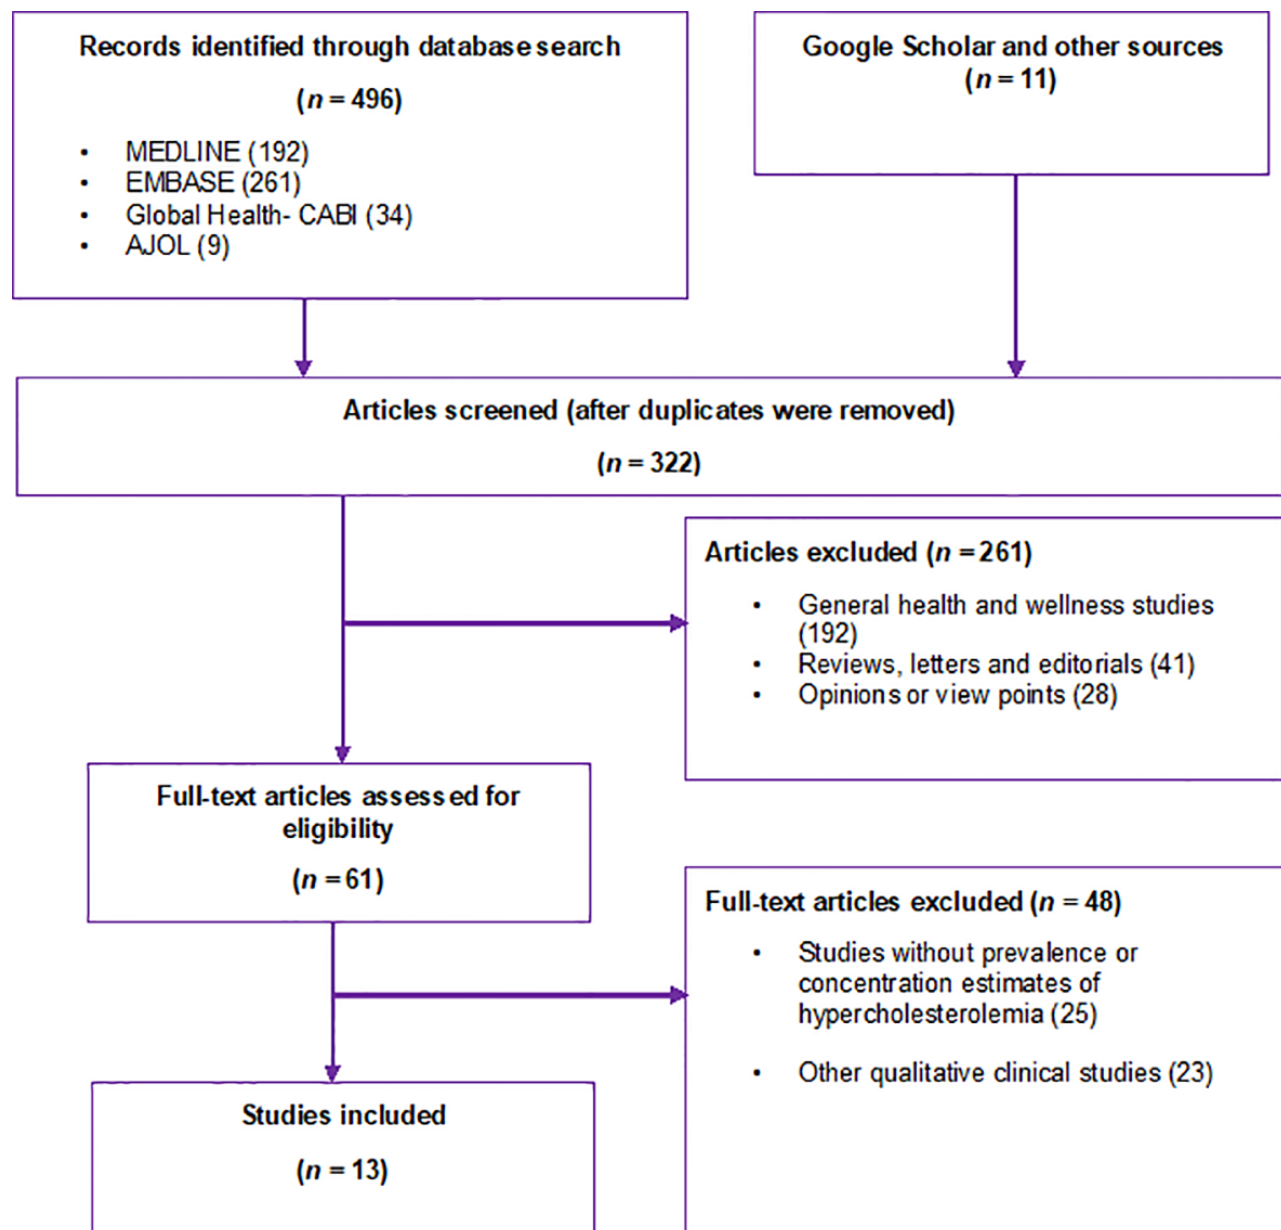 Records identified through database search
(n = 496)
• MEDLINE (192)
• EMBASE (261)
• Global Health- CABI (34)
• AJOL (9)
Google Scholar and other sources
(n = 11)
Articles screened (after duplicates were removed)
(n = 322)
Articles excluded (n = 261)
• General health and wellness studies
(192)
• Reviews, letters and editorials (41)
• Opinions or view points (28)
Full-text articles assessed for
eligibility
(n = 61)
Full-text articles excluded (n = 48)
• Studies without prevalence or
concentration estimates of
hypercholesterolemia (25)
• Other qualitative clinical studies (23)
Studies included
(n = 13)